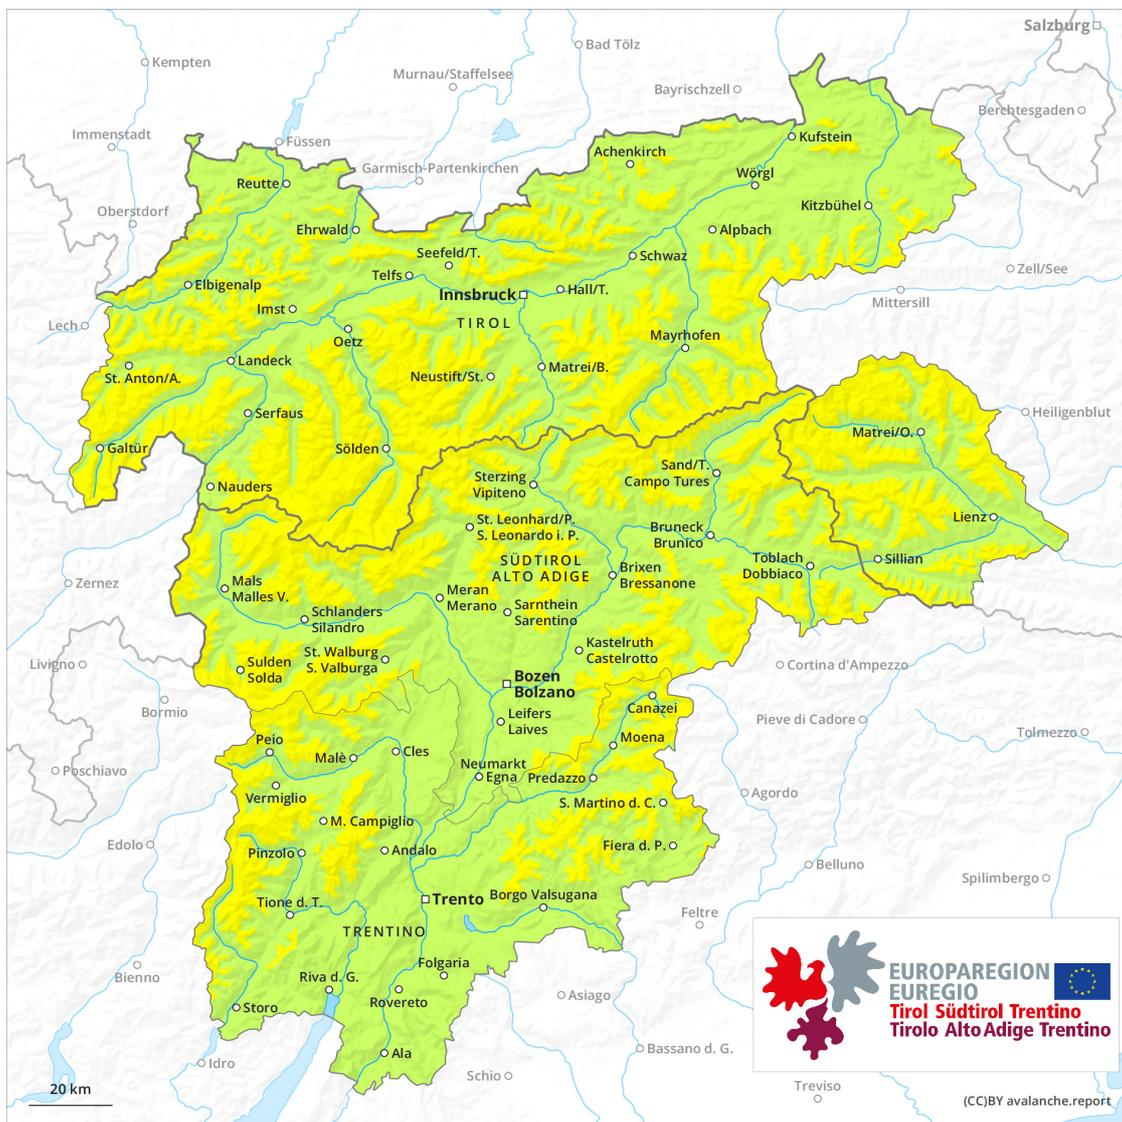 Salzburg
Bad Tölz
Kempten
Murnau/Staffelsee
Bayrischzell
Berchtesgaden
Immenstadt
Füssen
Kufstein
Achenkirch
Garmisch-Partenkirchen
Wörgl
Reutte
Kitzbühel
Oberstdorf
Ehrwald
Alpbach
Seefeld/T.
Schwaz
Telfs
Zell/See
Elbigenalp
Hall/T.
Innsbruck
Mittersill
Imst
TIROL
Lech
Mayrhofen
Oetz
Landeck
Matrei/B.
St. Anton/A.
Neustift/St.
Serfaus
Heiligenblut
Matrei/O.
Galtür
Sölden
Sand/T.
Campo Tures
Sterzing
Vipiteno
Nauders
Lienz
St. Leonhard/P.
S. Leonardo i. P.
Bruneck
Brunico
SÜDTIROL
ALTO ADIGE
Toblach
Dobbiaco
Sillian
Brixen
Bressanone
Zernez
Mals
Malles V.
Meran
Merano
Sarnthein
Sarentino
Schlanders
Silandro
Kastelruth
Castelrotto
St. Walburg
S. Valburga
Livigno
Sulden
Solda
Cortina d'Ampezzo
Bozen
Bolzano
Canazei
Bormio
Leifers
Laives
Pieve di Cadore
Tolmezzo
Moena
Peio
Cles
Malè
Neumarkt
Egna
Poschiavo
Predazzo
Vermiglio
Agordo
S. Martino d. C.
M. Campiglio
Edolo
Fiera d. P.
Andalo
Pinzolo
Belluno
Spilimbergo
Borgo Valsugana
Trento
Tione d. T.
Feltre
TRENTINO
Folgaria
Bienno
Riva d. G.
EUROPAREGION
EUREGIO
Tirol Südtirol Trentino
Tirolo Alto Adige Trentino
Asiago
Rovereto
Storo
Bassano d. G.
Ala
Idro
Schio
20 km
Treviso
(CC)BY avalanche.report